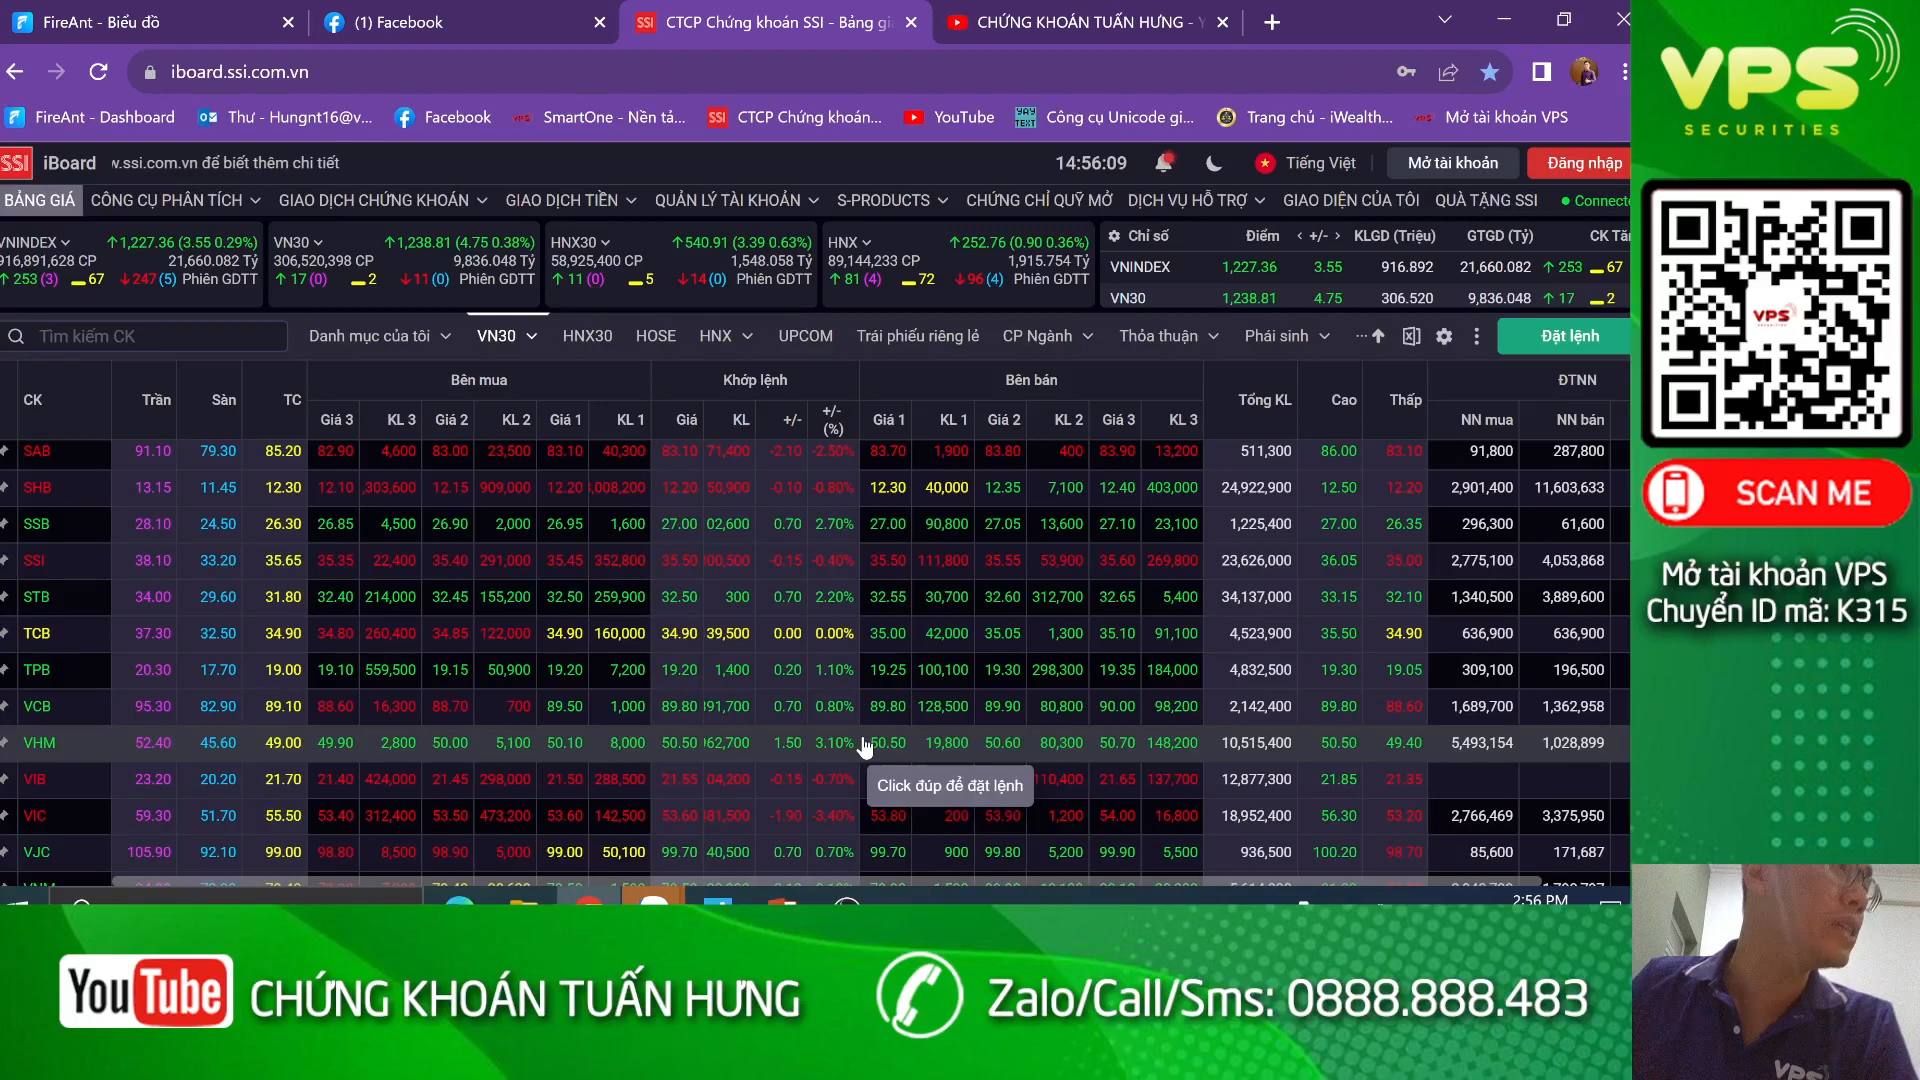 FireAnt - Biểu đồ
(1) Facebook
CTCP Chứng khoán SSI - Bảng gi
CHỨNG KHOÁN TUẤN HƯNG -
iboard.ssi.com.vn
FireAnt - Dashboard Thư - Hungnt16@v... Facebook SmartOne - Nền tả... CTCP Chứng khoán... YouTube Công cụ Unicode gi... Trang chủ - iWealth... Mở tài khoản VPS
SSI iBoard w.ssi.com.vn để biết thêm chi tiết 14:56:09 Tiếng Việt Mở tài khoản Đăng nhập
BẢNG GIÁ CÔNG CỤ PHÂN TÍCH GIAO DỊCH CHỨNG KHOÁN GIAO DỊCH TIỀN QUẢN LÝ TÀI KHOẢN S-PRODUCTS CHỨNG CHỈ QUỸ MỞ DỊCH VỤ HỖ TRỢ GIAO DIỆN CỦA TÔI QUÀ TẶNG SSI Connecte
VNINDEX ↑1,227.36 (3.55 0.29%) VN30 ↑1,238.81 (4.75 0.38%) HNX30 ↑540.91 (3.39 0.63%) HNX ↑252.76 (0.90 0.36%) Chỉ số Điểm < +/- > KLGD (Triệu) GTGD (Tỷ) CK Tă
916,891,628 CP 21,660.082 Tỷ 306,520,398 CP 9,836.048 Tỷ 58,925,400 CP 1,548.058 Tỷ 89,144,233 CP 1,915.754 Tỷ VNINDEX 1,227.36 3.55 916.892 21,660.082 ↑ 253 67
↑ 253 (3) 67 ↓247(5) Phiên GDTT ↑ 17 (0) 2 ↓11 (0) Phiên GDTT ↑ 11 (0) 5 ↓14 (0) Phiên GDTT ↑ 81 (4) 72 ↓96 (4) Phiên GDTT VN30 1,238.81 4.75 306.520 9,836.048 ↑ 17 2
Tìm kiếm CK Danh mục của tôi VN30 HNX30 HOSE HNX UPCOM Trái phiếu riêng lẻ CP Ngành Thỏa thuận Phái sinh ... Đặt lệnh
CK Trần Sàn TC Bên mua Khớp lệnh Bên bán Tổng KL Cao Thấp ĐTNN
Giá 3 KL 3 Giá 2 KL 2 Giá 1 KL 1 Giá KL +/- +/- (%) Giá 1 KL 1 Giá 2 KL 2 Giá 3 KL 3 NN mua NN bán
SAB 91.10 79.30 85.20 82.90 4,600 83.00 23,500 83.10 40,300 83.10 71,400 -2.10 -2.50% 83.70 1,900 83.80 400 83.90 13,200 511,300 86.00 83.10 91,800 287,800
SHB 13.15 11.45 12.30 12.10 ,303,600 12.15 909,000 12.20 ,008,200 12.20 50,900 -0.10 -0.80% 12.30 40,000 12.35 7,100 12.40 403,000 24,922,900 12.50 12.20 2,901,400 11,603,633
SSB 28.10 24.50 26.30 26.85 4,500 26.90 2,000 26.95 1,600 27.00 02,600 0.70 2.70% 27.00 90,800 27.05 13,600 27.10 23,100 1,225,400 27.00 26.35 296,300 61,600
SSI 38.10 33.20 35.65 35.35 22,400 35.40 291,000 35.45 352,800 35.50 00,500 -0.15 -0.40% 35.50 111,800 35.55 53,900 35.60 269,800 23,626,000 36.05 35.00 2,775,100 4,053,868
STB 34.00 29.60 31.80 32.40 214,000 32.45 155,200 32.50 259,900 32.50 300 0.70 2.20% 32.55 30,700 32.60 312,700 32.65 5,400 34,137,000 33.15 32.10 1,340,500 3,889,600
TCB 37.30 32.50 34.90 34.80 260,400 34.85 122,000 34.90 160,000 34.90 39,500 0.00 0.00% 35.00 42,000 35.05 1,300 35.10 91,100 4,523,900 35.50 34.90 636,900 636,900
TPB 20.30 17.70 19.00 19.10 559,500 19.15 50,900 19.20 7,200 19.20 1,400 0.20 1.10% 19.25 100,100 19.30 298,300 19.35 184,000 4,832,500 19.30 19.05 309,100 196,500
VCB 95.30 82.90 89.10 88.60 16,300 88.70 700 89.50 1,000 89.80 91,700 0.70 0.80% 89.80 128,500 89.90 80,800 90.00 98,200 2,142,400 89.80 88.60 1,689,700 1,362,958
VHM 52.40 45.60 49.00 49.90 2,800 50.00 5,100 50.10 8,000 50.50 62,700 1.50 3.10% 50.50 19,800 50.60 80,300 50.70 148,200 10,515,400 50.50 49.40 5,493,154 1,028,899
VIB 23.20 20.20 21.70 21.40 424,000 21.45 298,000 21.50 288,500 21.55 04,200 -0.15 -0.70% 110,400 21.65 137,700 12,877,300 21.85 21.35
Click đúp để đặt lệnh
VIC 59.30 51.70 55.50 53.40 312,400 53.50 473,200 53.60 142,500 53.60 81,500 -1.90 -3.40% 53.80 200 53.90 1,200 54.00 16,800 18,952,400 56.30 53.20 2,766,469 3,375,950
VJC 105.90 92.10 99.00 98.80 8,500 98.90 5,000 99.00 50,100 99.70 40,500 0.70 0.70% 99.70 900 99.80 5,200 99.90 5,500 936,500 100.20 98.70 85,600 171,687
2:56 PM
YouTube CHỨNG KHOÁN TUẤN HƯNG Zalo/Call/Sms: 0888.888.483
VPS
SECURITIES
VPS
SCAN ME
Mở tài khoản VPS
Chuyển ID mã: K315
VPS